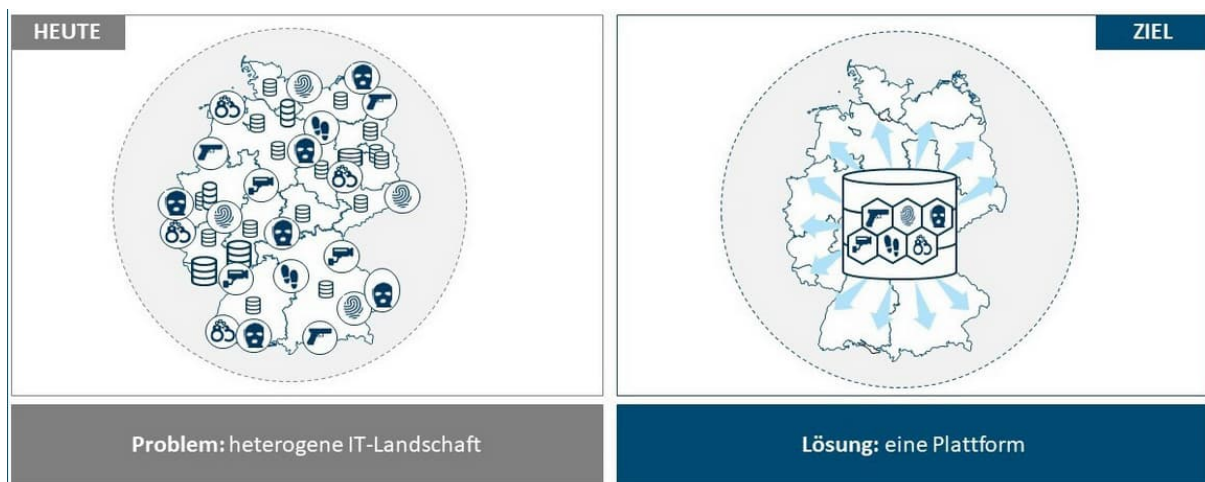 HEUTE
ZIEL
Problem: heterogene IT-Landschaft
Lösung: eine Plattform